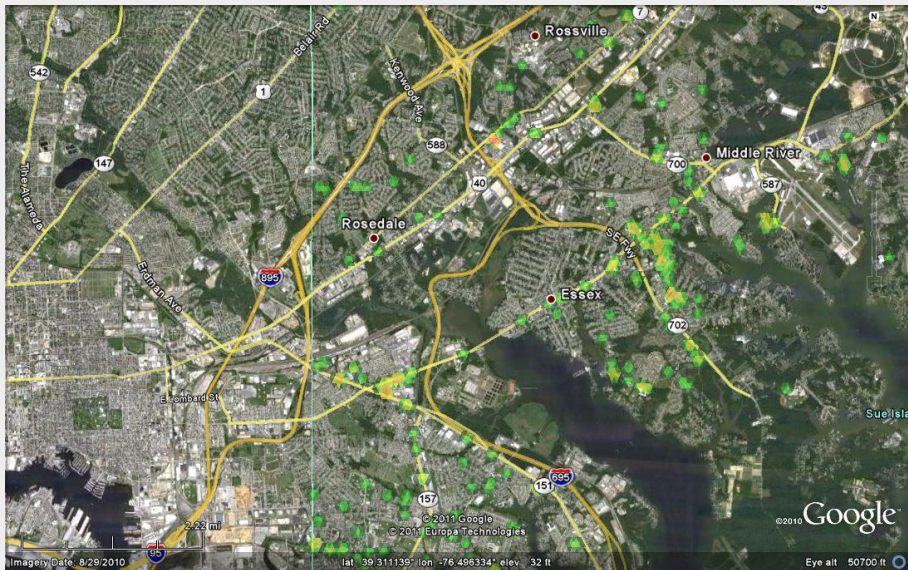 7
43
N
Rossville
542
Belair Rd
1
Kenwood Ave
147
588
Middle River
700
The Alameda
40
587
Rosedale
SE Fwy
895
Erdman Ave
Essex
702
E Lombard St
Sue Isla
695
157
151
©2010 Google
© 2011 Google
© 2011 Europa Technologies
2.22 mi
95
Imagery Date: 8/29/2010 lat 39.311139° lon -76.496334° elev 32 ft Eye alt 50700 ft